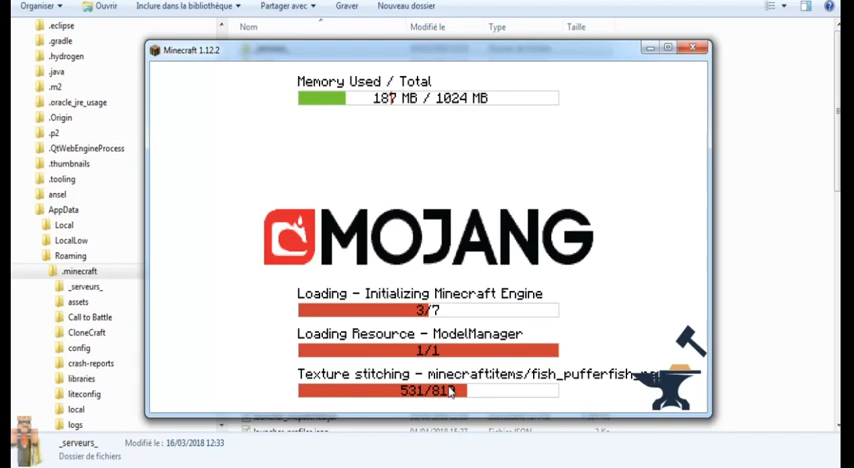 Organiser
Ouvrir
Inclure dans la bibliothèque
Partager avec
Graver
Nouveau dossier
Nom
Modifié le
Type
Taille
.eclipse
.gradle
.hydrogen
.java
.m2
.oracle_jre_usage
.Origin
.p2
.QtWebEngineProcess
.thumbnails
.tooling
ansel
AppData
Local
LocalLow
Roaming
.minecraft
_serveurs_
assets
Call to Battle
CloneCraft
config
crash-reports
libraries
liteconfig
local
logs
Minecraft 1.12.2
Memory Used / Total
187 MB / 1024 MB
MOJANG
Loading - Initializing Minecraft Engine
3/7
Loading Resource - ModelManager
1/1
Texture stitching - minecraft:items/fish_pufferfish_
_serveurs_
Modifié le : 16/03/2018 12:33
Dossier de fichiers